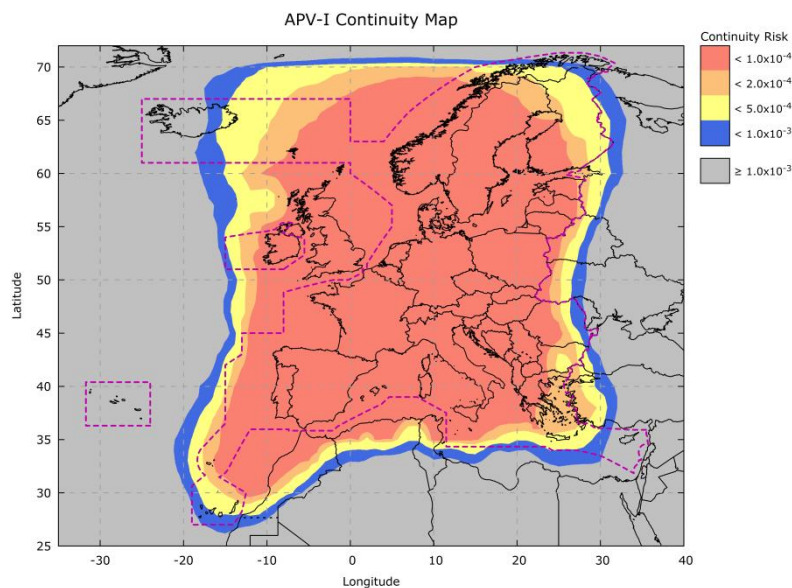 APV-I Continuity Map
Continuity Risk
< 1.0x10⁻⁴
< 2.0x10⁻⁴
< 5.0x10⁻⁴
< 1.0x10⁻³
≥ 1.0x10⁻³
Latitude
70
65
60
55
50
45
40
35
30
25
-30 -20 -10 0 10 20 30 40
Longitude